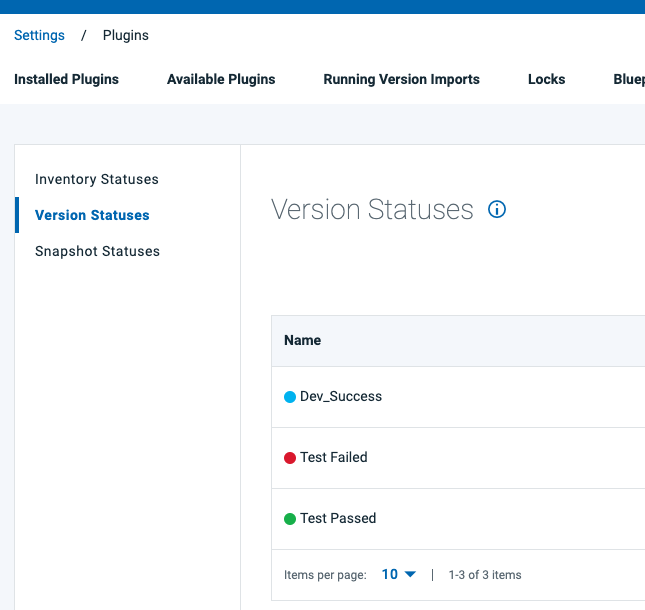 Settings / Plugins
Installed Plugins Available Plugins Running Version Imports Locks
Inventory Statuses
Version Statuses
Snapshot Statuses
Version Statuses
Name
Dev_Success
Test Failed
Test Passed
Items per page: 10 | 1-3 of 3 items